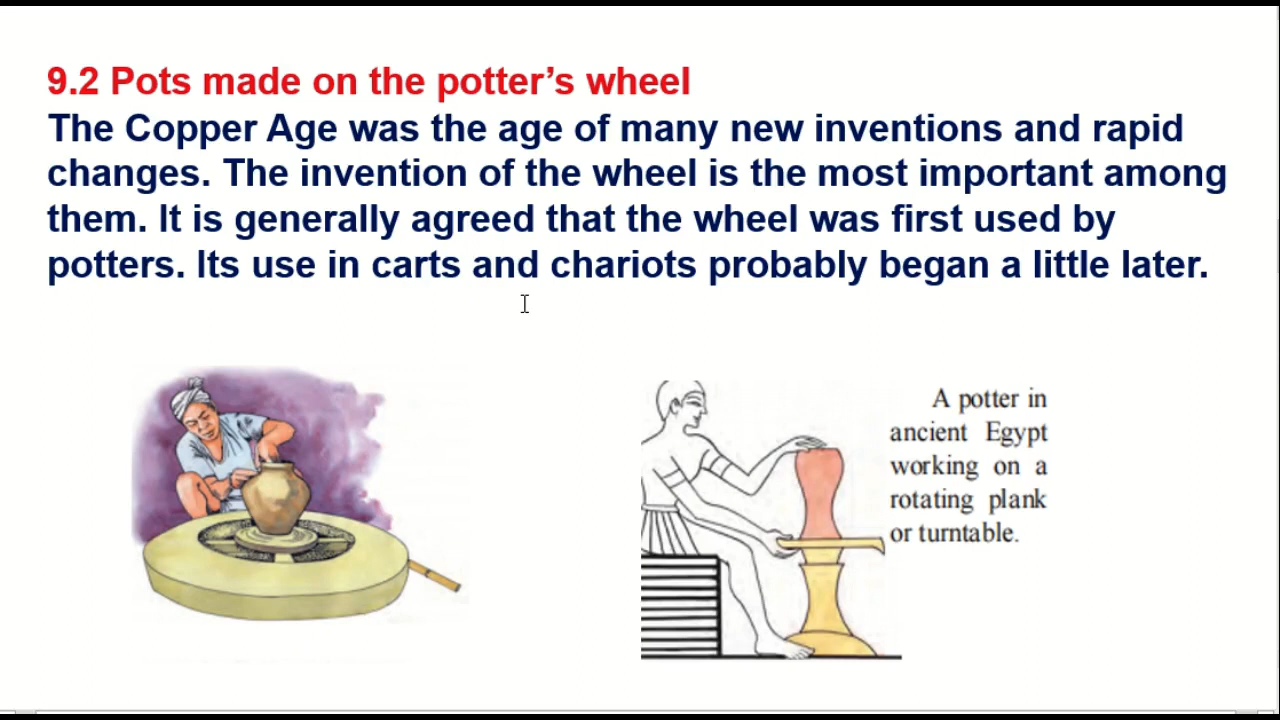 9.2 Pots made on the potter’s wheel
The Copper Age was the age of many new inventions and rapid
changes. The invention of the wheel is the most important among
them. It is generally agreed that the wheel was first used by
potters. Its use in carts and chariots probably began a little later.
A potter in
ancient Egypt
working on a
rotating plank
or turntable.